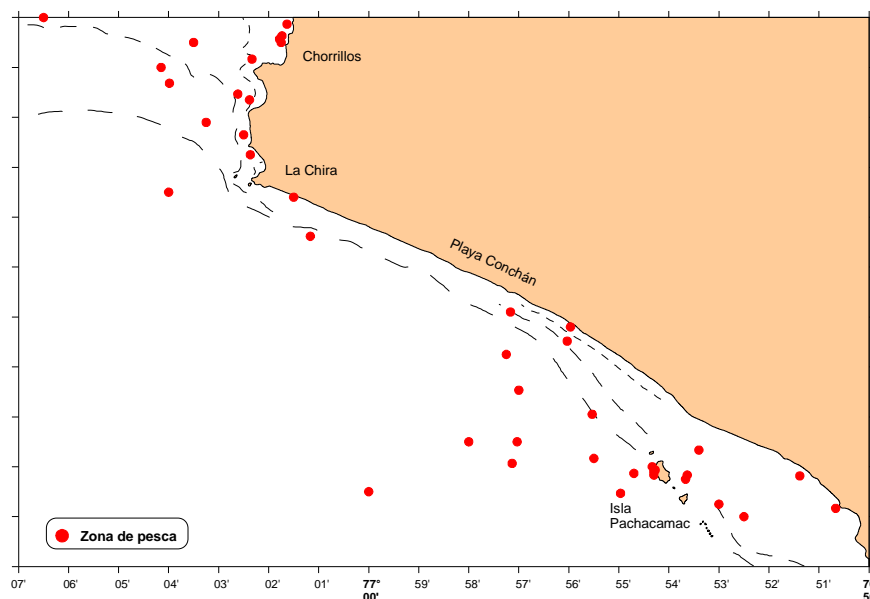 Chorrillos
La Chira
Playa Conchán
Isla
Pachacamac
Zona de pesca
07' 06' 05' 04' 03' 02' 01' 77° 59' 58' 57' 56' 55' 54' 53' 52' 51'
00'